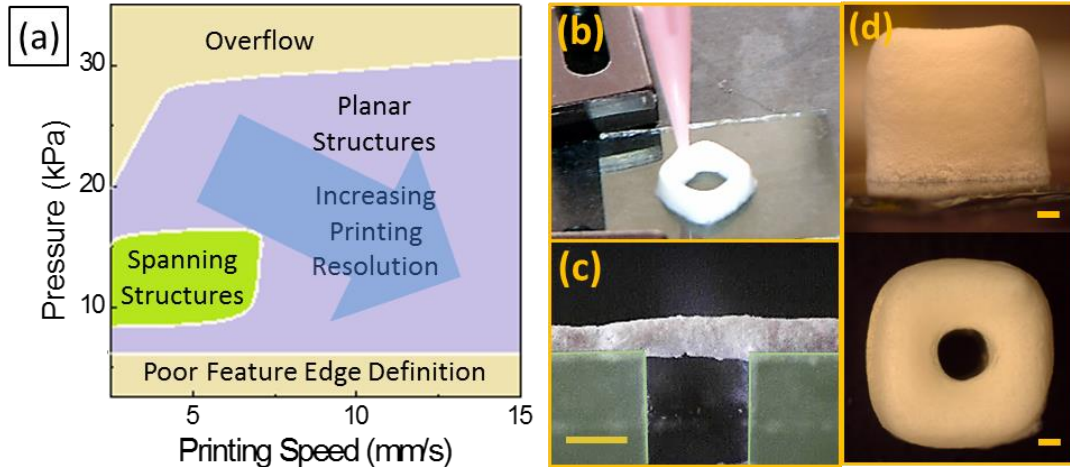 (a)
Overflow
Planar
Structures
Increasing
Printing
Resolution
Spanning
Structures
Poor Feature Edge Definition
30
20
10
Pressure (kPa)
5
10
15
Printing Speed (mm/s)
(b)
(c)
(d)